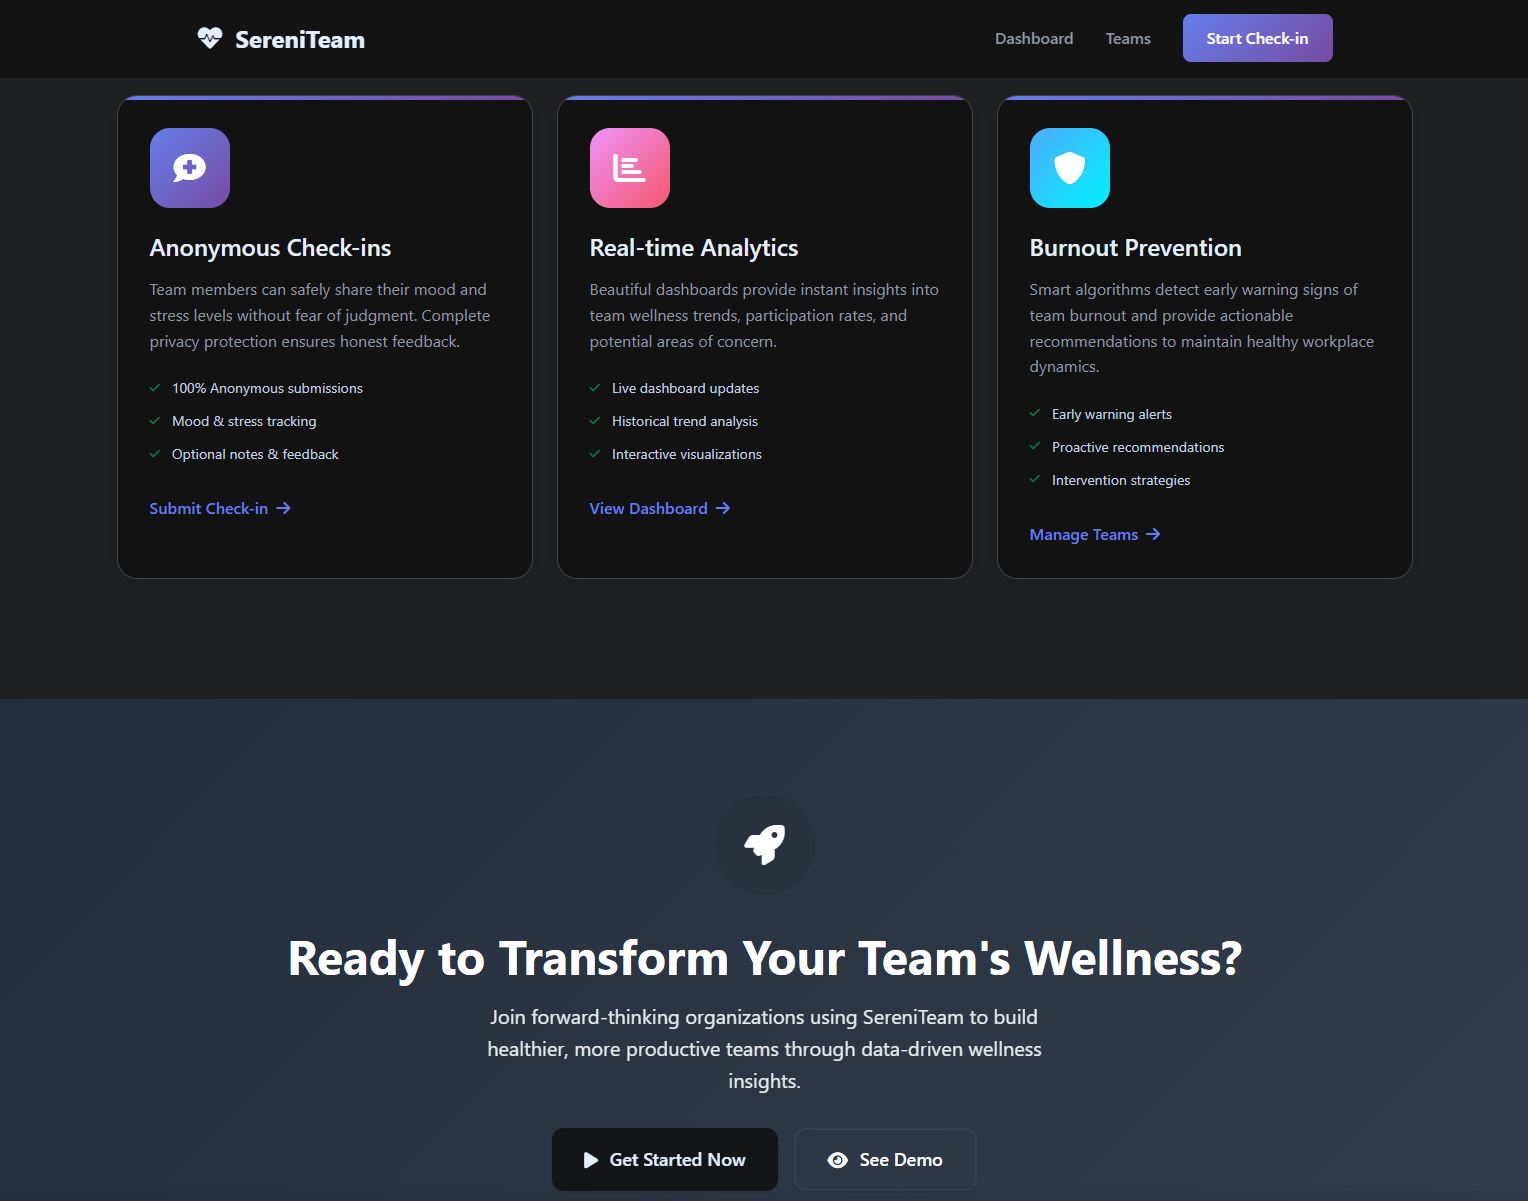 SereniTeam
Dashboard
Teams
Start Check-in
Anonymous Check-ins
Team members can safely share their mood and
stress levels without fear of judgment. Complete
privacy protection ensures honest feedback.
100% Anonymous submissions
Mood & stress tracking
Optional notes & feedback
Submit Check-in
Real-time Analytics
Beautiful dashboards provide instant insights into
team wellness trends, participation rates, and
potential areas of concern.
Live dashboard updates
Historical trend analysis
Interactive visualizations
View Dashboard
Burnout Prevention
Smart algorithms detect early warning signs of
team burnout and provide actionable
recommendations to maintain healthy workplace
dynamics.
Early warning alerts
Proactive recommendations
Intervention strategies
Manage Teams
Ready to Transform Your Team's Wellness?
Join forward-thinking organizations using SereniTeam to build
healthier, more productive teams through data-driven wellness
insights.
Get Started Now
See Demo